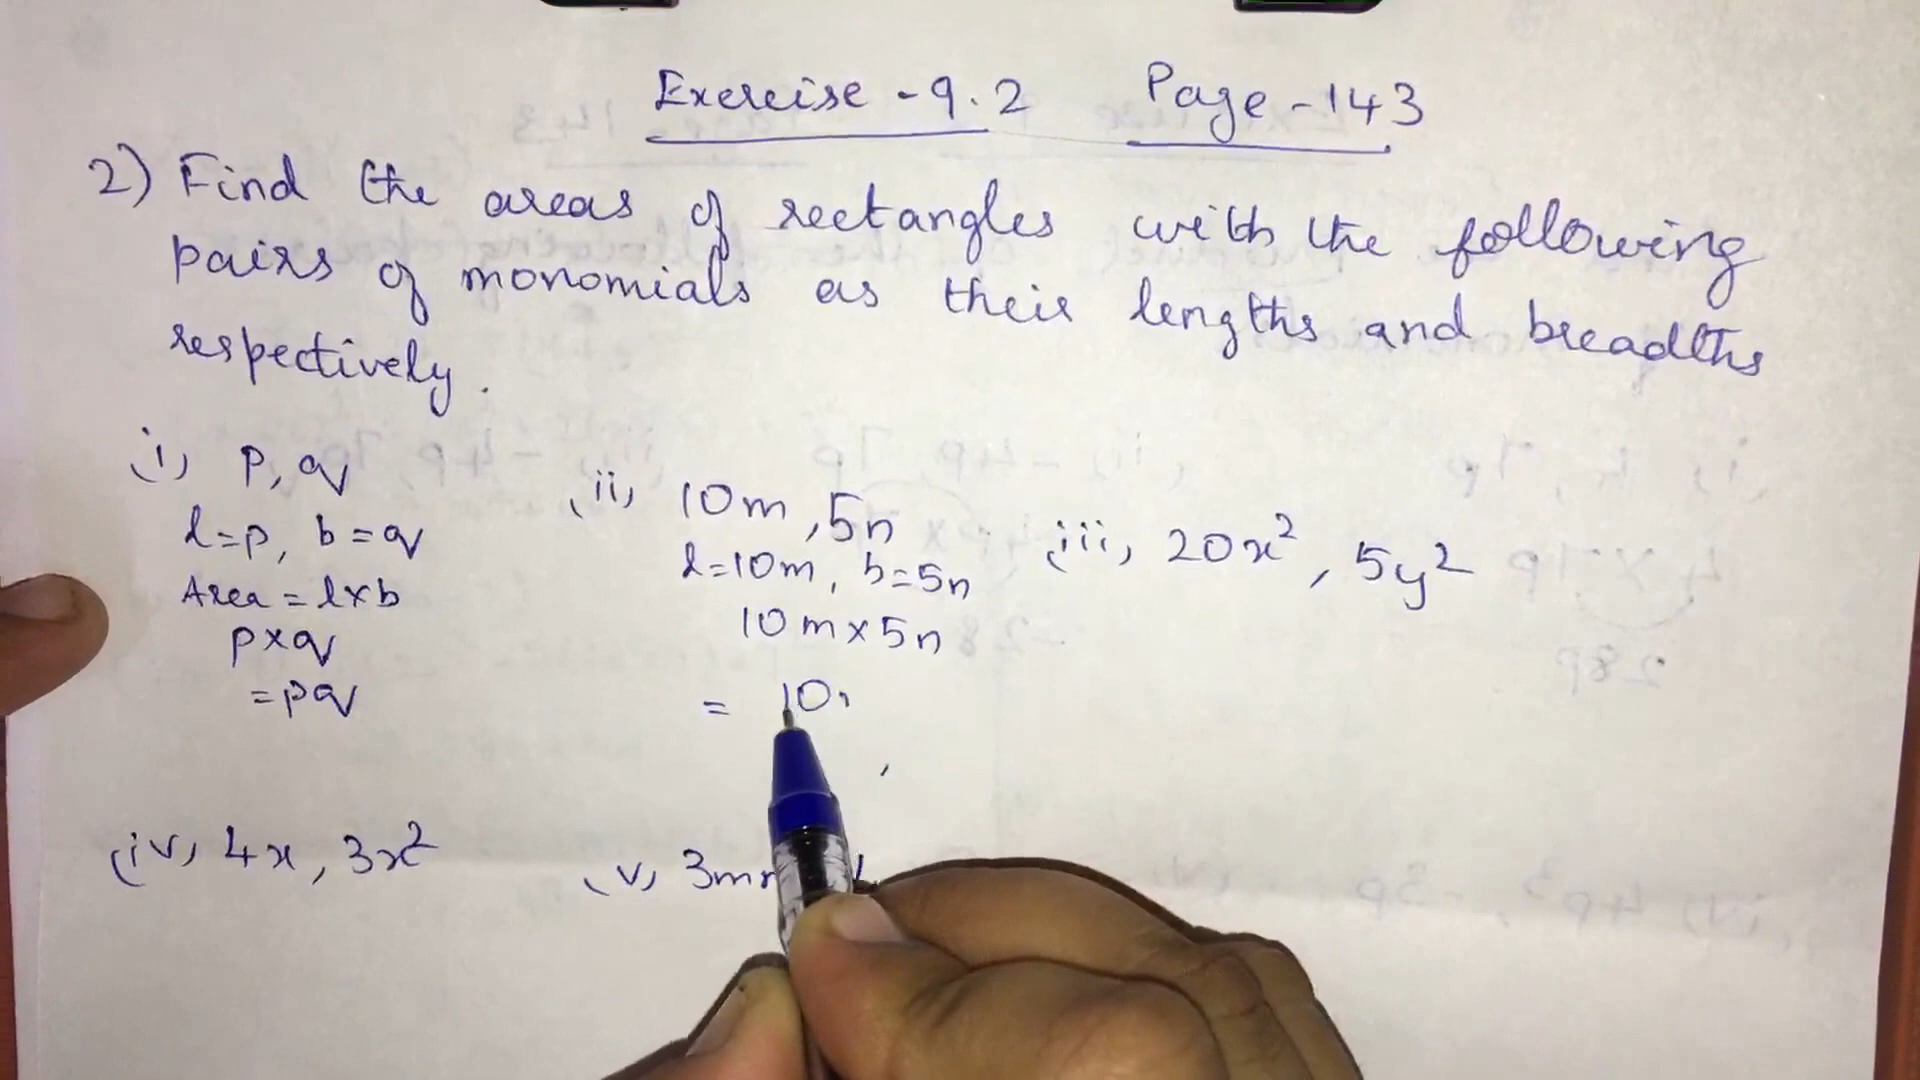 Exercise - 9.2 Page - 143
2) Find the areas of rectangles with the following
pairs of monomials as their lengths and breadths
respectively.
(i) p, q
l=p, b=q
Area = l×b
p×q
=pq
(ii) 10m, 5n
l=10m, b=5n
10m×5n
= 10
(iii) 20x², 5y²
(iv) 4x, 3x²
(v) 3m